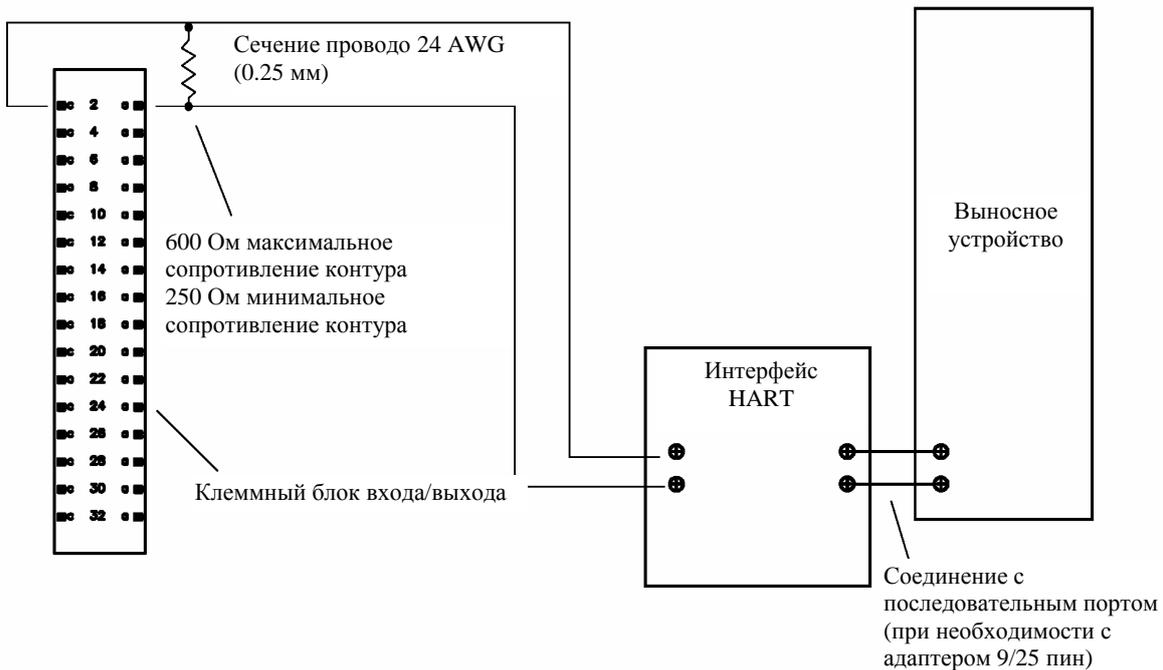 Сечение проводо 24 AWG
(0.25 мм)
2
4
6
8
10
12
14
16
18
20
22
24
26
28
30
32
600 Ом максимальное
сопротивление контура
250 Ом минимальное
сопротивление контура
Клеммный блок входа/выхода
Интерфейс
HART
Выносное
устройство
Соединение с
последовательным портом
(при необходимости с
адаптером 9/25 пин)